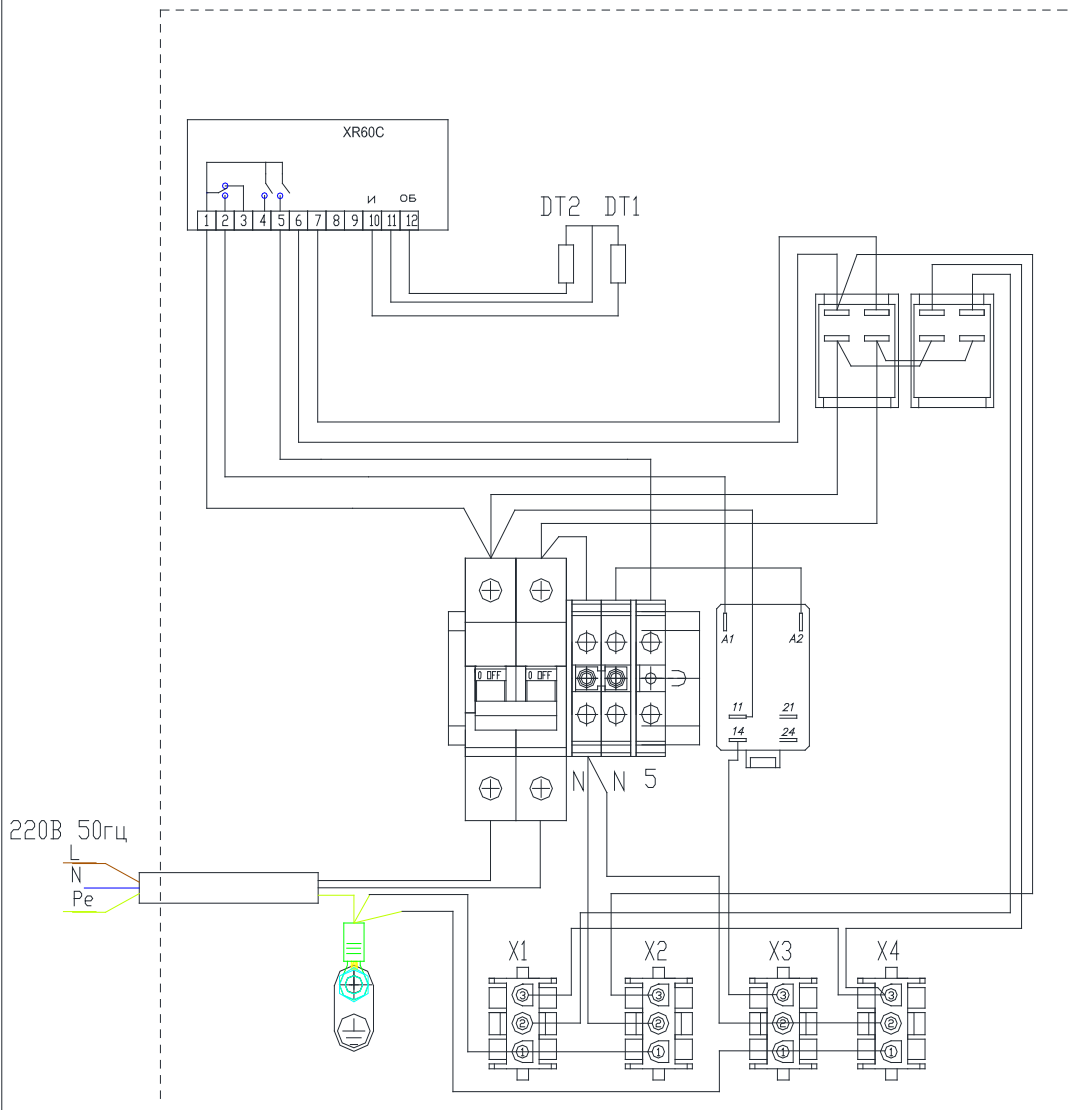 XR60C
И ОБ
1 2 3 4 5 6 7 8 9 10 11 12
DT2 DT1
A1 A2
0 OFF 0 OFF
11 21
14 24
N N 5
220В 50гц
L
N
Pe
X1 X2 X3 X4
3 3 3 3
2 2 2 2
1 1 1 1